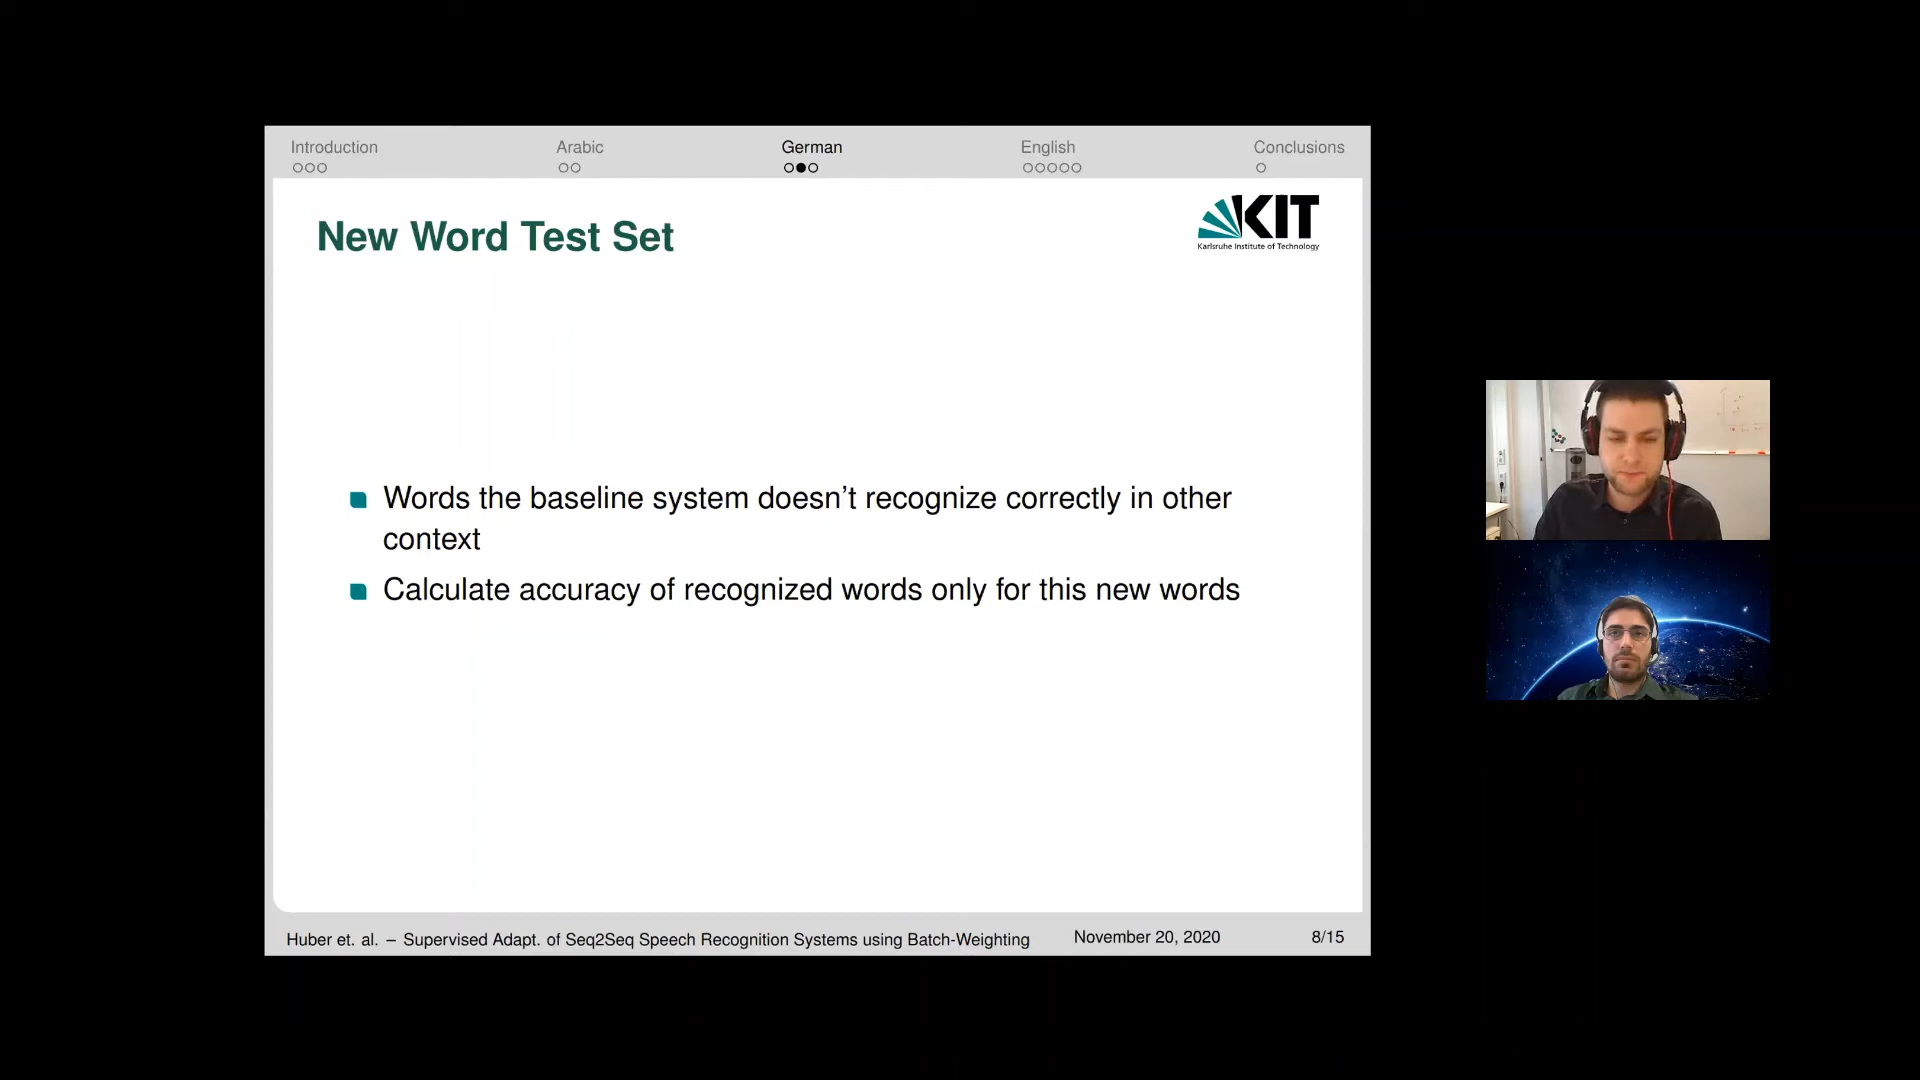 Introduction Arabic German English Conclusions
New Word Test Set
KIT
Karlsruhe Institute of Technology
Words the baseline system doesn't recognize correctly in other
context
Calculate accuracy of recognized words only for this new words
Huber et. al. – Supervised Adapt. of Seq2Seq Speech Recognition Systems using Batch-Weighting November 20, 2020 8/15